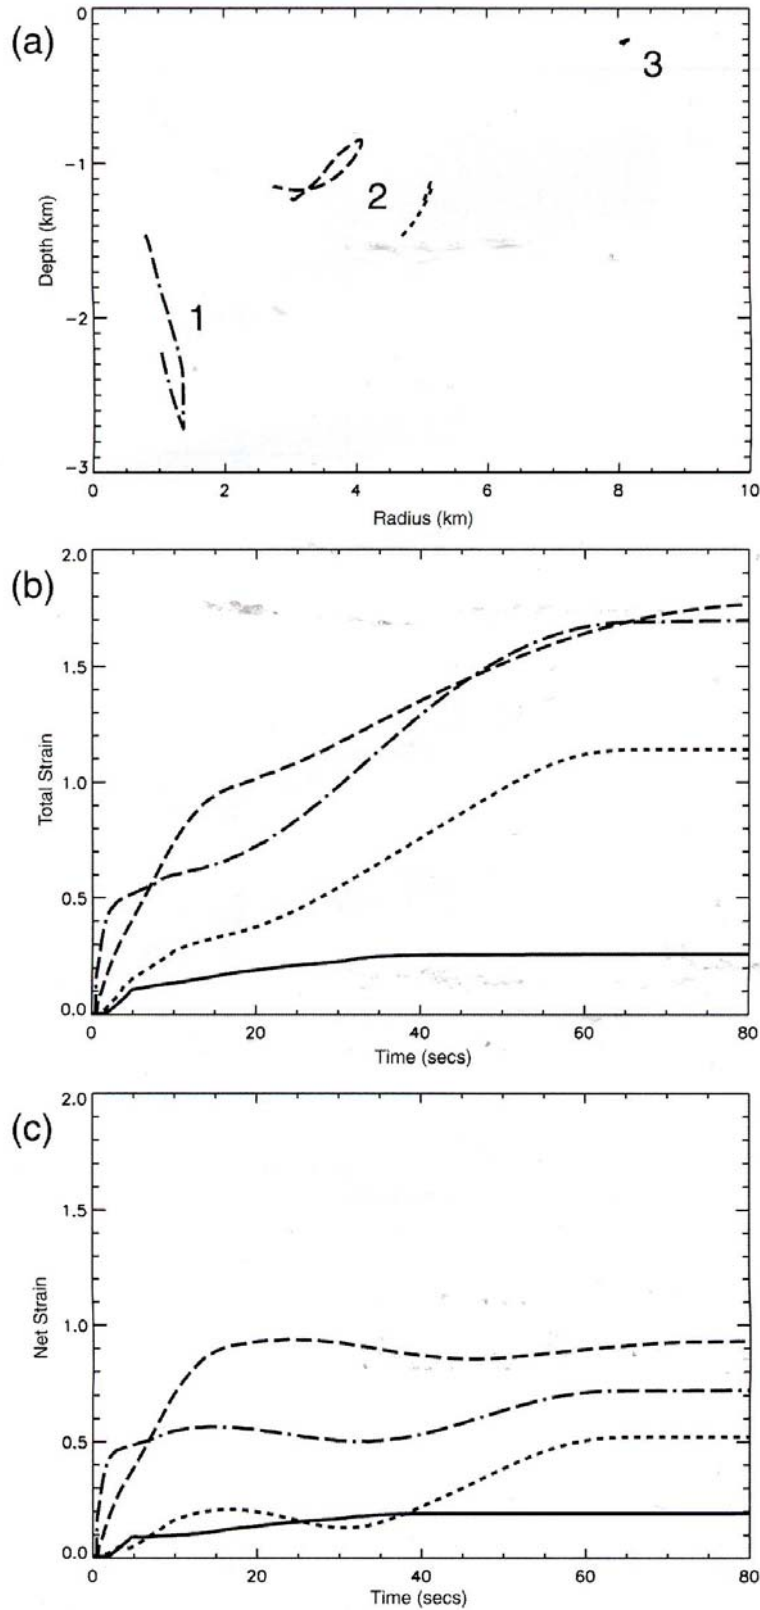 (a)
0
-1
-2
-3
Depth (km)
1
2
3
0 2 4 6 8 10
Radius (km)
(b)
2.0
1.5
1.0
0.5
0.0
Total Strain
0 20 40 60 80
Time (secs)
(c)
2.0
1.5
1.0
0.5
0.0
Net Strain
0 20 40 60 80
Time (secs)